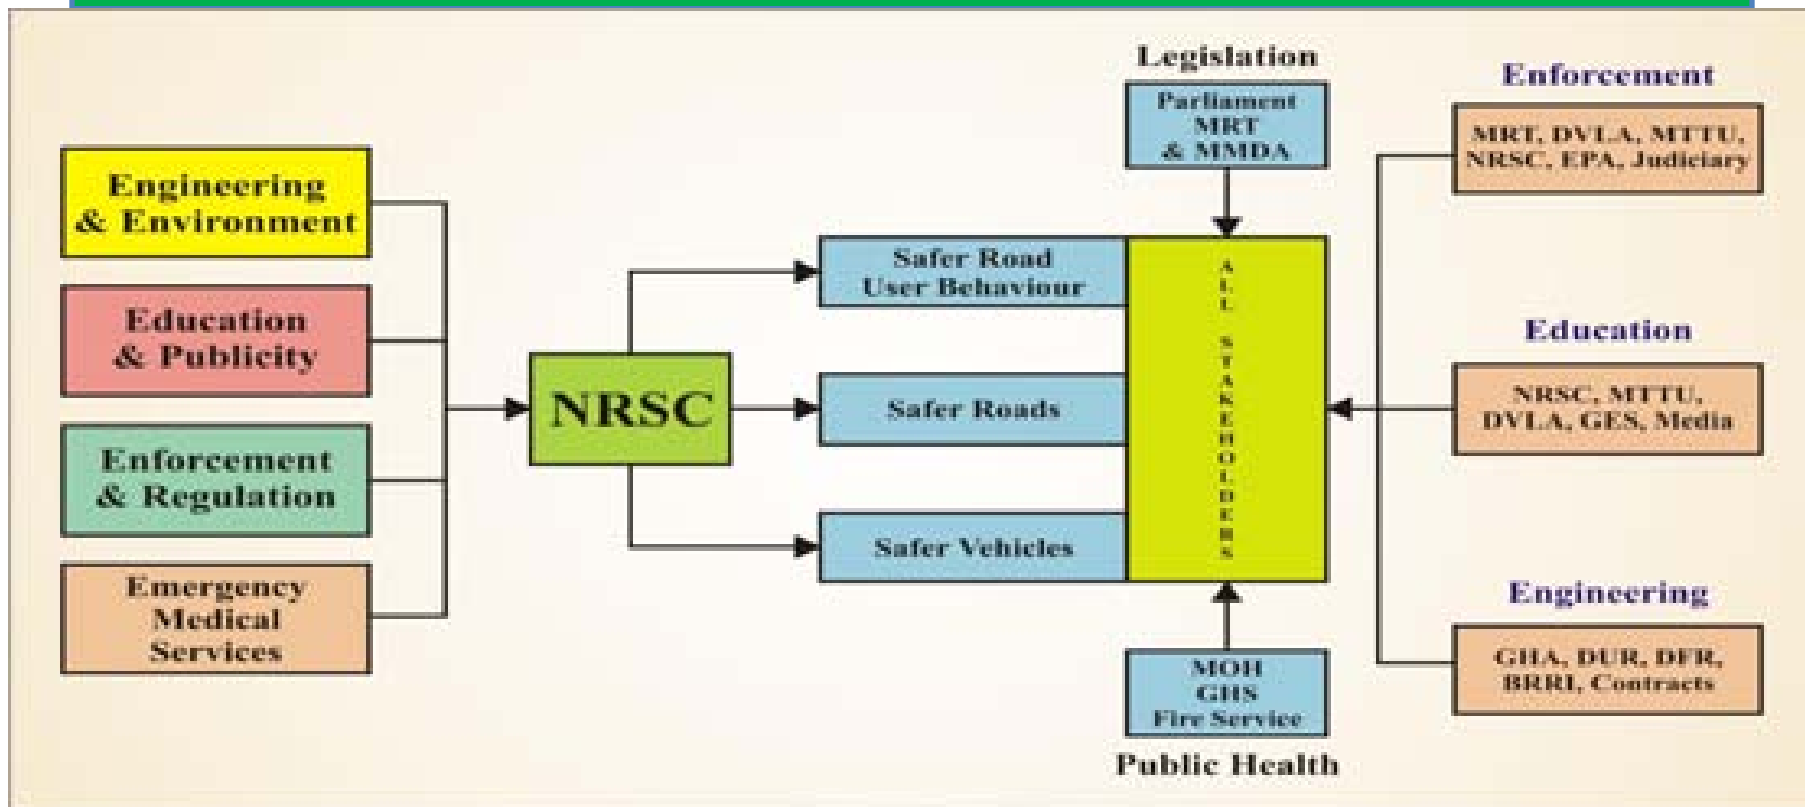 Engineering
& Environment
Education
& Publicity
Enforcement
& Regulation
Emergency
Medical
Services
NRSC
Safer Road
User Behaviour
Safer Roads
Safer Vehicles
Legislation
Parliament
MRT
& MMDA
ALL STAKEHOLDERS
MOH
GHS
Fire Service
Public Health
Enforcement
MRT, DVLA, MTTU,
NRSC, EPA, Judiciary
Education
NRSC, MTTU,
DVLA, GES, Media
Engineering
GHA, DUR, DFR,
BRRI, Contracts